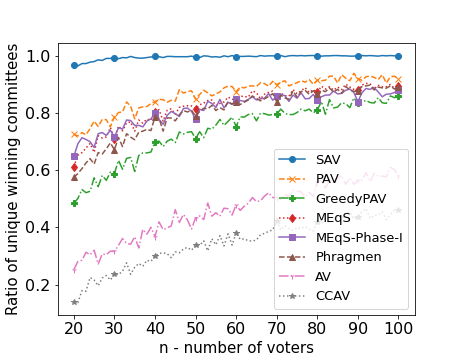 Ratio of unique winning committees
1.0
0.8
0.6
0.4
0.2
20 30 40 50 60 70 80 90 100
n - number of voters
SAV
PAV
GreedyPAV
MEqS
MEqS-Phase-I
Phragmen
AV
CCAV